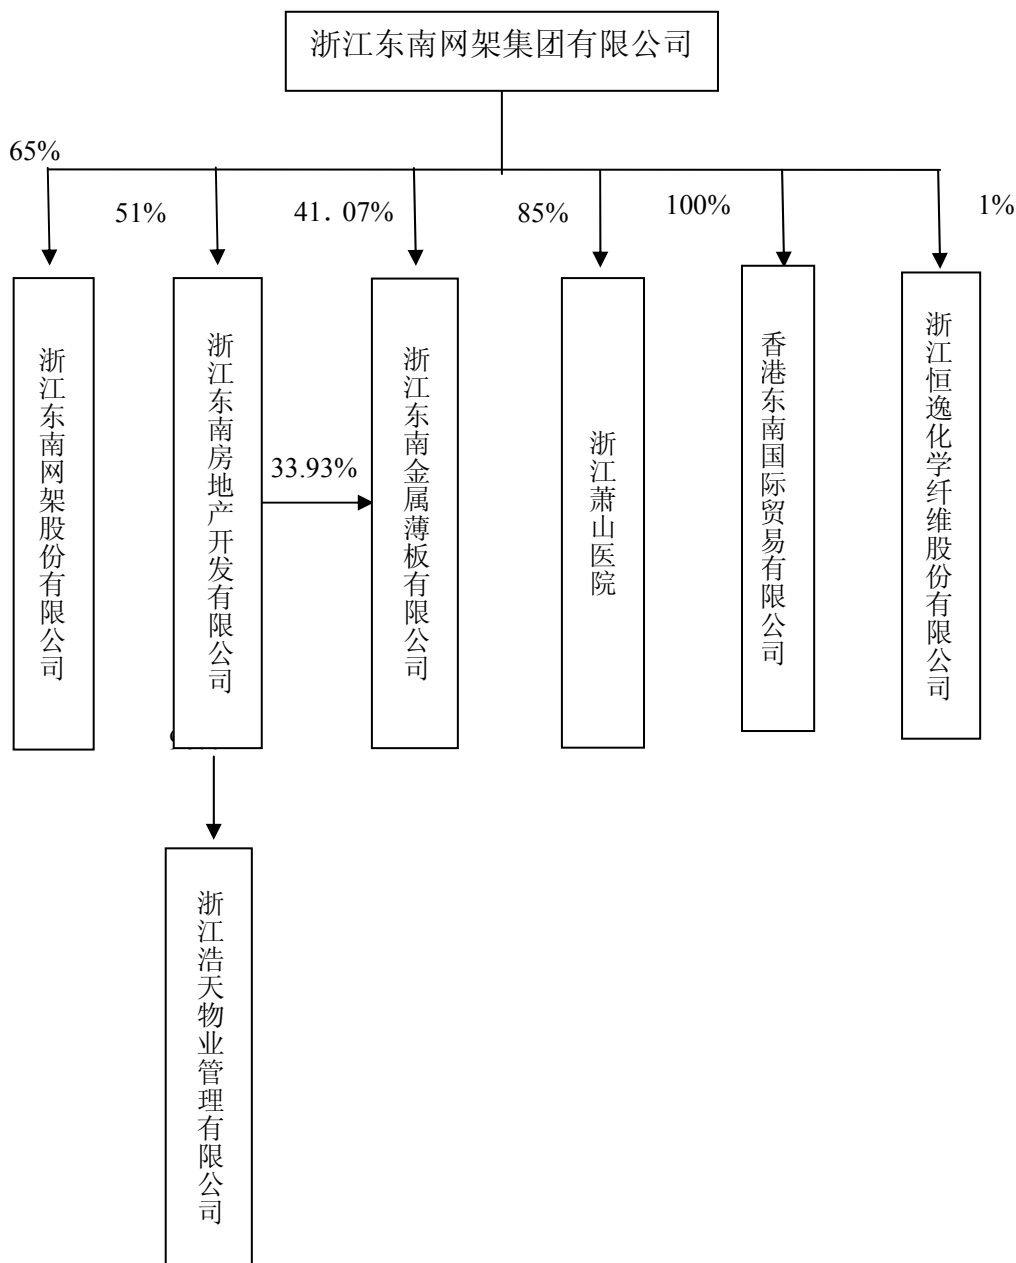 浙江东南网架集团有限公司
65%
51%
41．07%
85%
100%
1%
浙江东南网架股份有限公司
浙江东南房地产开发有限公司
33.93%
浙江东南金属薄板有限公司
浙江萧山医院
香港东南国际贸易有限公司
浙江恒逸化学纤维股份有限公司
浙江浩天物业管理有限公司